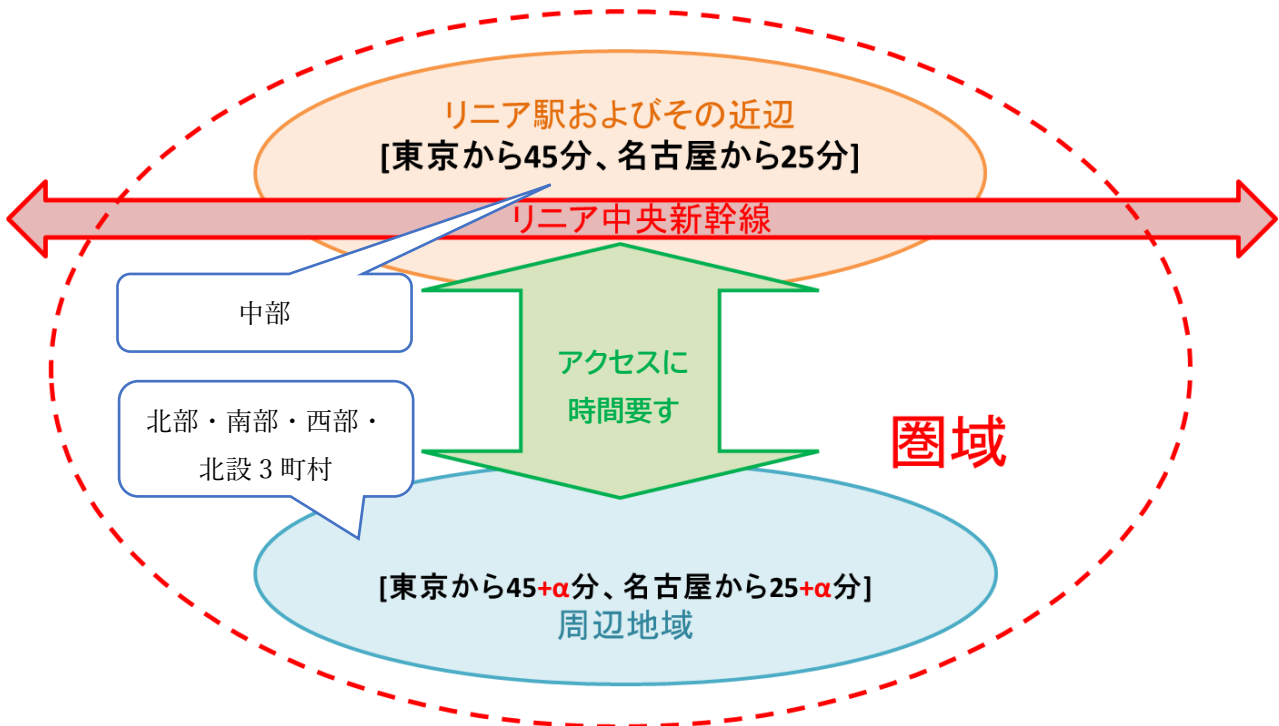 リニア駅およびその近辺
[東京から45分、名古屋から25分]
リニア中央新幹線
中部
アクセスに
時間要す
北部・南部・西部・
北設3町村
圏域
[東京から45+α分、名古屋から25+α分]
周辺地域